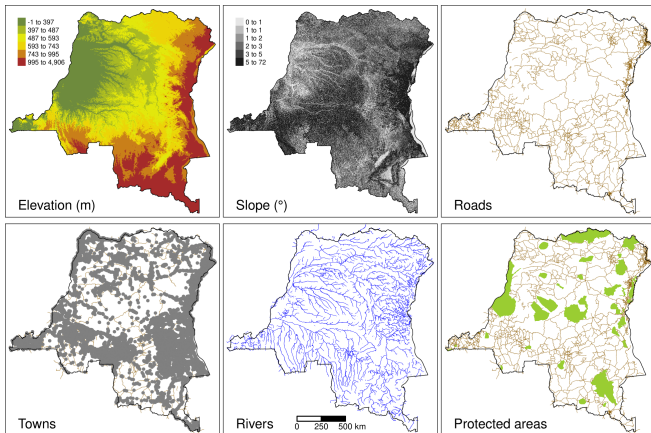 -1 to 397
397 to 487
487 to 593
593 to 743
743 to 995
995 to 4,906
Elevation (m)
0 to 1
1 to 1
1 to 2
2 to 3
3 to 5
5 to 72
Slope (°)
Roads
Towns
Rivers
0 250 500 km
Protected areas